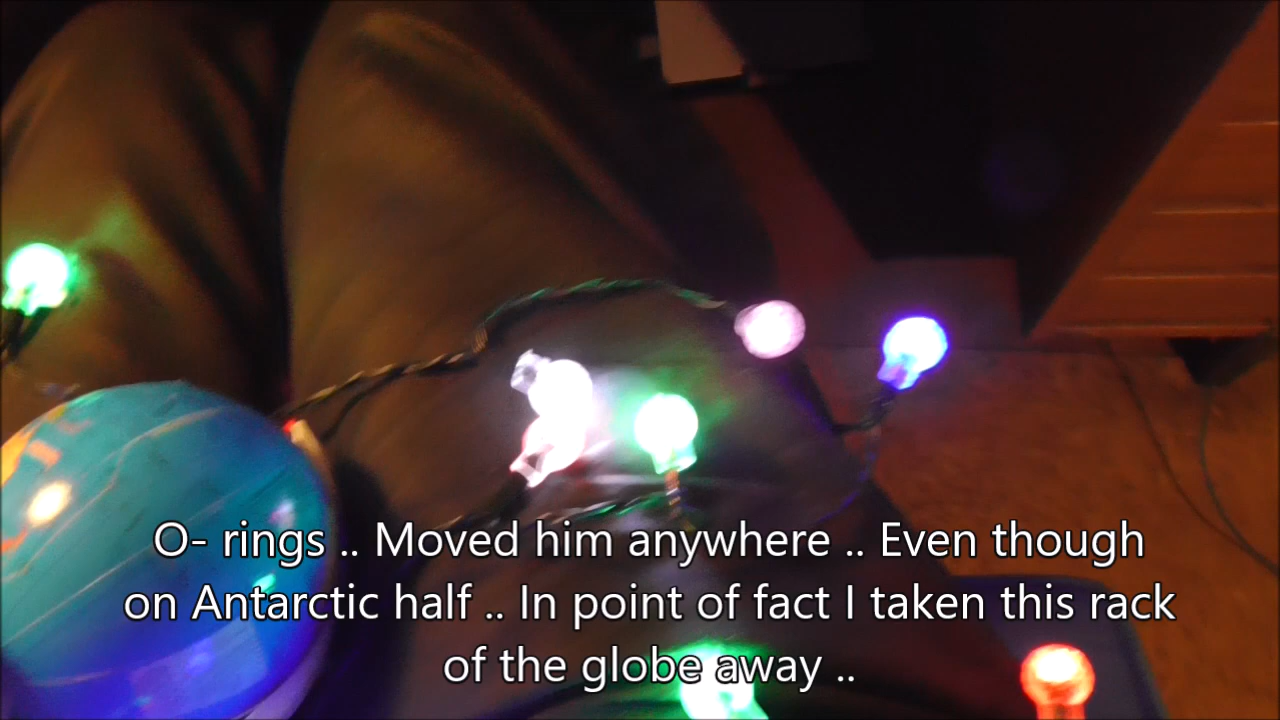 O- rings .. Moved him anywhere .. Even though
on Antarctic half .. In point of fact I taken this rack
of the globe away ..